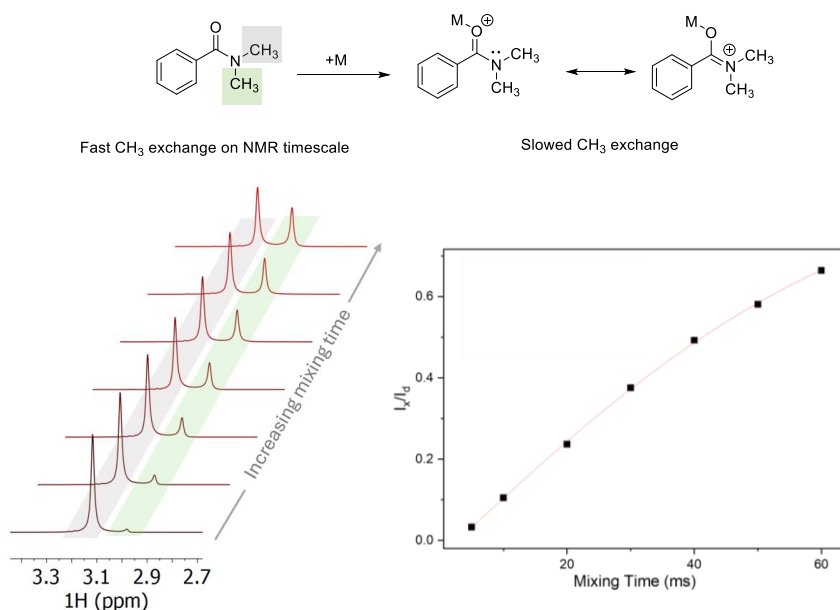 O
N
CH3
CH3
+M
M
O
+
N
CH3
CH3
M
O
+
N
CH3
CH3
Fast CH3 exchange on NMR timescale
Slowed CH3 exchange
Increasing mixing time
3.3 3.1 2.9 2.7
1H (ppm)
Ix/Id
0.6
0.4
0.2
0.0
20 40 60
Mixing Time (ms)